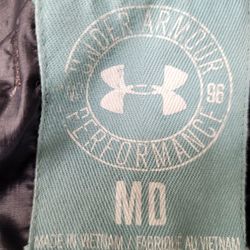 UNDER ARMOUR
19 96
PERFORMANCE
MD
MADE IN VIETNAM / FABRIQUÉ AU VIETNAM